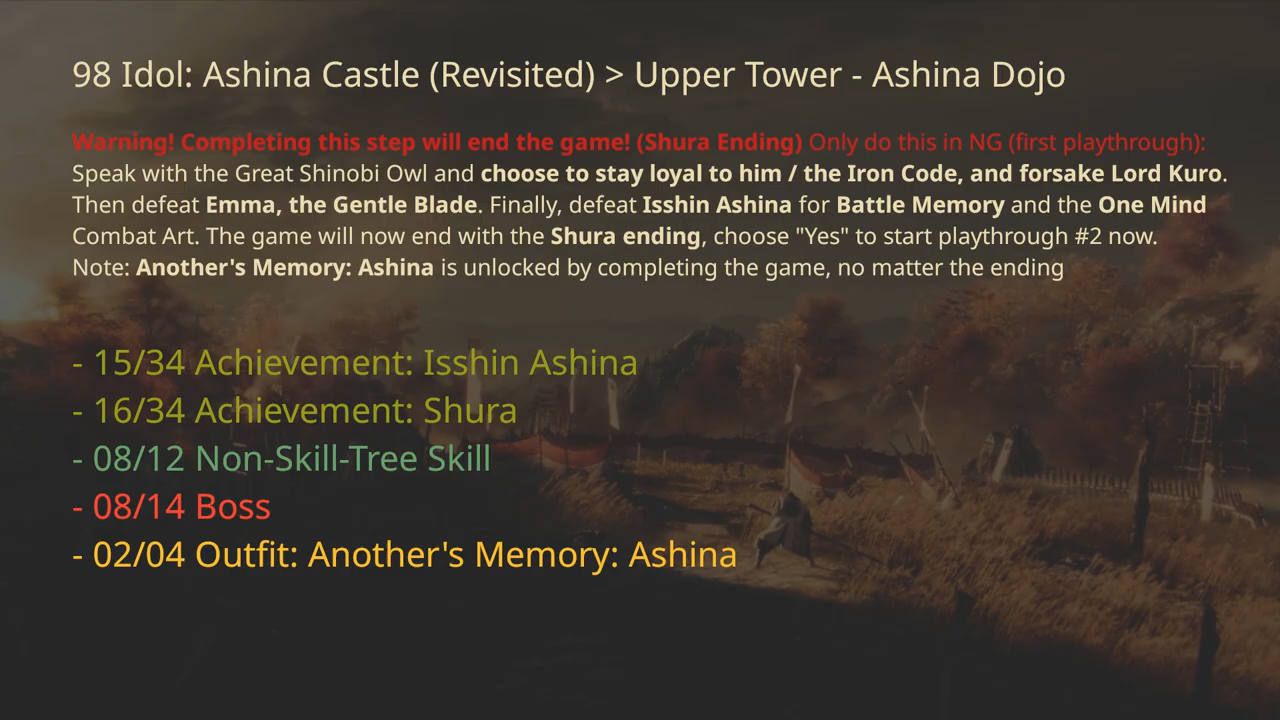 98 Idol: Ashina Castle (Revisited) > Upper Tower - Ashina Dojo
Warning! Completing this step will end the game! (Shura Ending) Only do this in NG (first playthrough):
Speak with the Great Shinobi Owl and choose to stay loyal to him / the Iron Code, and forsake Lord Kuro.
Then defeat Emma, the Gentle Blade. Finally, defeat Isshin Ashina for Battle Memory and the One Mind
Combat Art. The game will now end with the Shura ending, choose "Yes" to start playthrough #2 now.
Note: Another's Memory: Ashina is unlocked by completing the game, no matter the ending
- 15/34 Achievement: Isshin Ashina
- 16/34 Achievement: Shura
- 08/12 Non-Skill-Tree Skill
- 08/14 Boss
- 02/04 Outfit: Another's Memory: Ashina